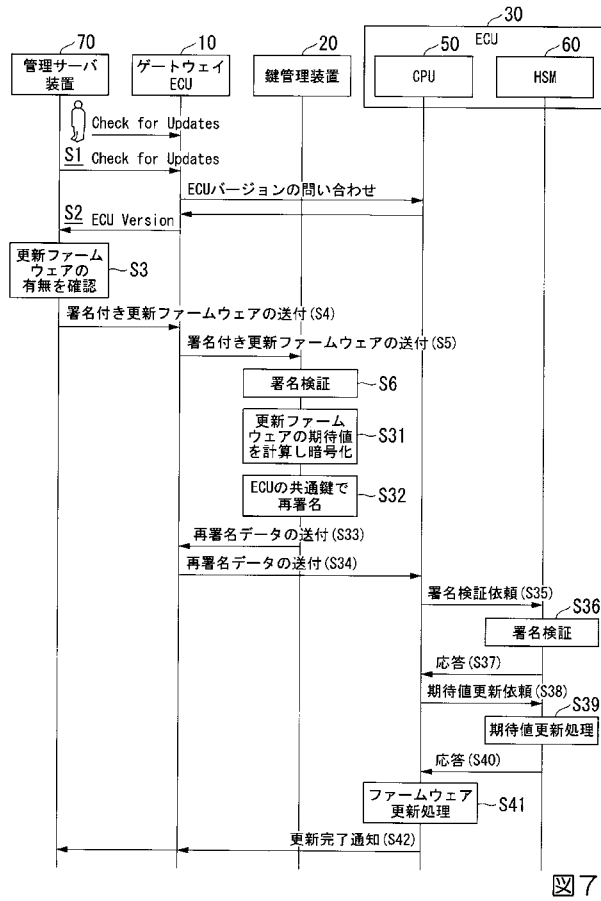 30
ECU
70
10
20
50
60
管理サーバ
装置
ゲートウェイ
ECU
鍵管理装置
CPU
HSM
Check for Updates
S1 Check for Updates
ECUバージョンの問い合わせ
S2 ECU Version
更新ファーム
ウェアの
有無を確認
S3
署名付き更新ファームウェアの送付(S4)
署名付き更新ファームウェアの送付(S5)
署名検証
S6
更新ファーム
ウェアの期待値
を計算し暗号化
S31
ECUの共通鍵で
再署名
S32
再署名データの送付(S33)
再署名データの送付(S34)
署名検証依頼(S35)
S36
署名検証
応答(S37)
期待値更新依頼(S38)
S39
期待値更新処理
応答(S40)
ファームウェア
更新処理
S41
更新完了通知(S42)
図7